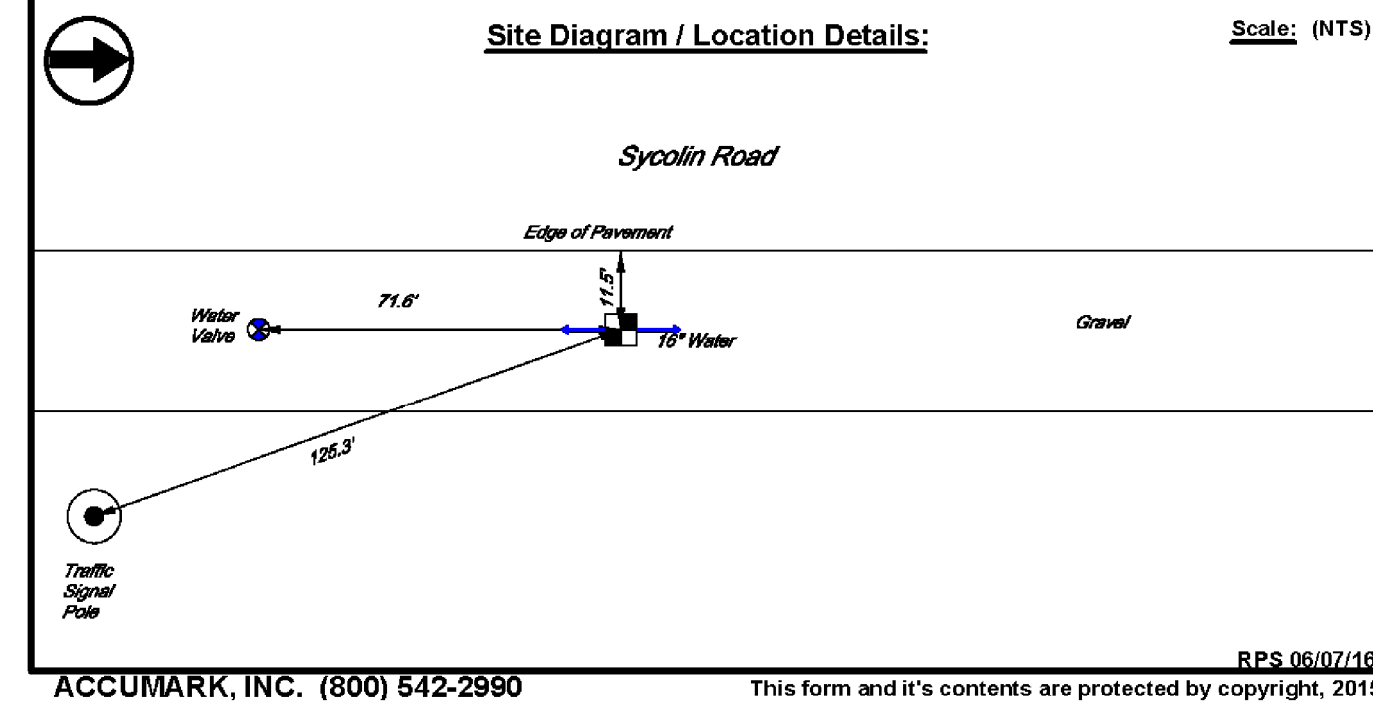 Site Diagram / Location Details:
Scale: (NTS)
Sycolin Road
Edge of Pavement
11.5'
71.6'
Water
Valve
16" Water
Gravel
125.3'
Traffic
Signal
Pole
RPS 06/07/16
ACCUMARK, INC. (800) 542-2990
This form and it's contents are protected by copyright, 2015